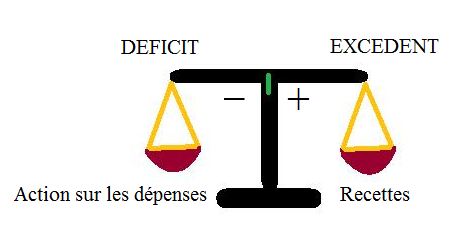 DEFICIT
EXCEDENT
− +
Action sur les dépenses
Recettes